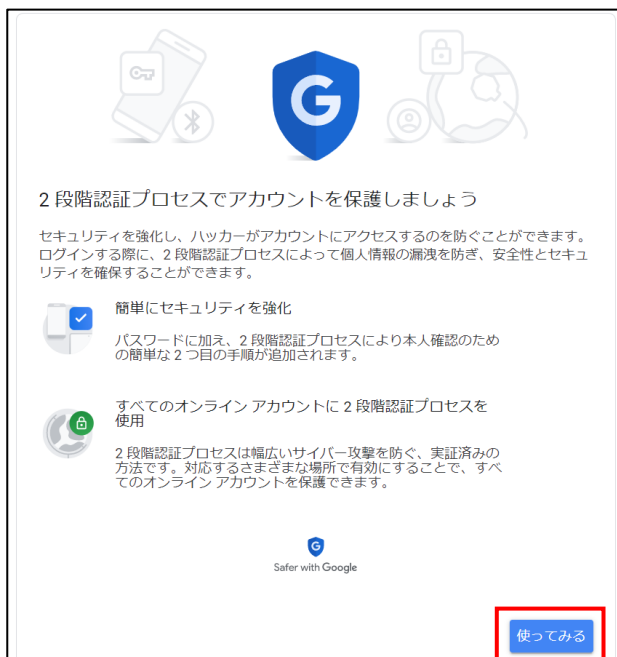 G
2 段階認証プロセスでアカウントを保護しましょう
セキュリティを強化し、ハッカーがアカウントにアクセスするのを防ぐことができます。
ログインする際に、2 段階認証プロセスによって個人情報の漏洩を防ぎ、安全性とセキュ
リティを確保することができます。
簡単にセキュリティを強化
パスワードに加え、2 段階認証プロセスにより本人確認のため
の簡単な 2 つ目の手順が追加されます。
すべてのオンライン アカウントに 2 段階認証プロセスを
使用
2 段階認証プロセスは幅広いサイバー攻撃を防ぐ、実証済みの
方法です。対応するさまざまな場所で有効にすることで、すべ
てのオンライン アカウントを保護できます。
G
Safer with Google
使ってみる